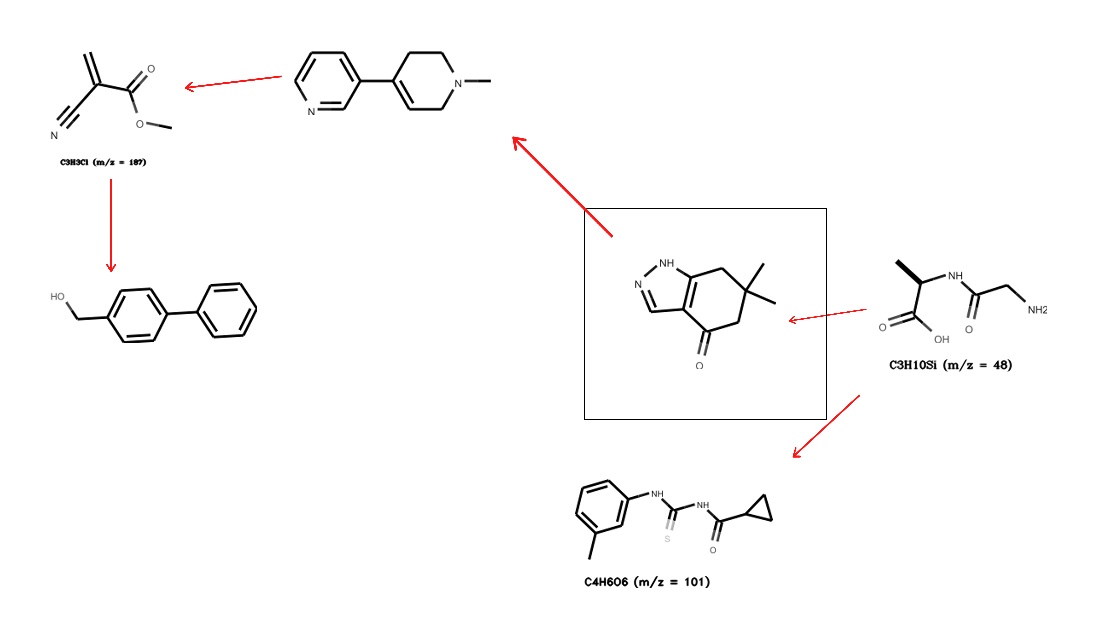 O
N
N
O
N
C3H3Cl (m/z = 187)
NH
N
O
NH
O
OH
O
NH2
C3H10Si (m/z = 48)
HO
NH
NH
S
O
C4H6O6 (m/z = 101)